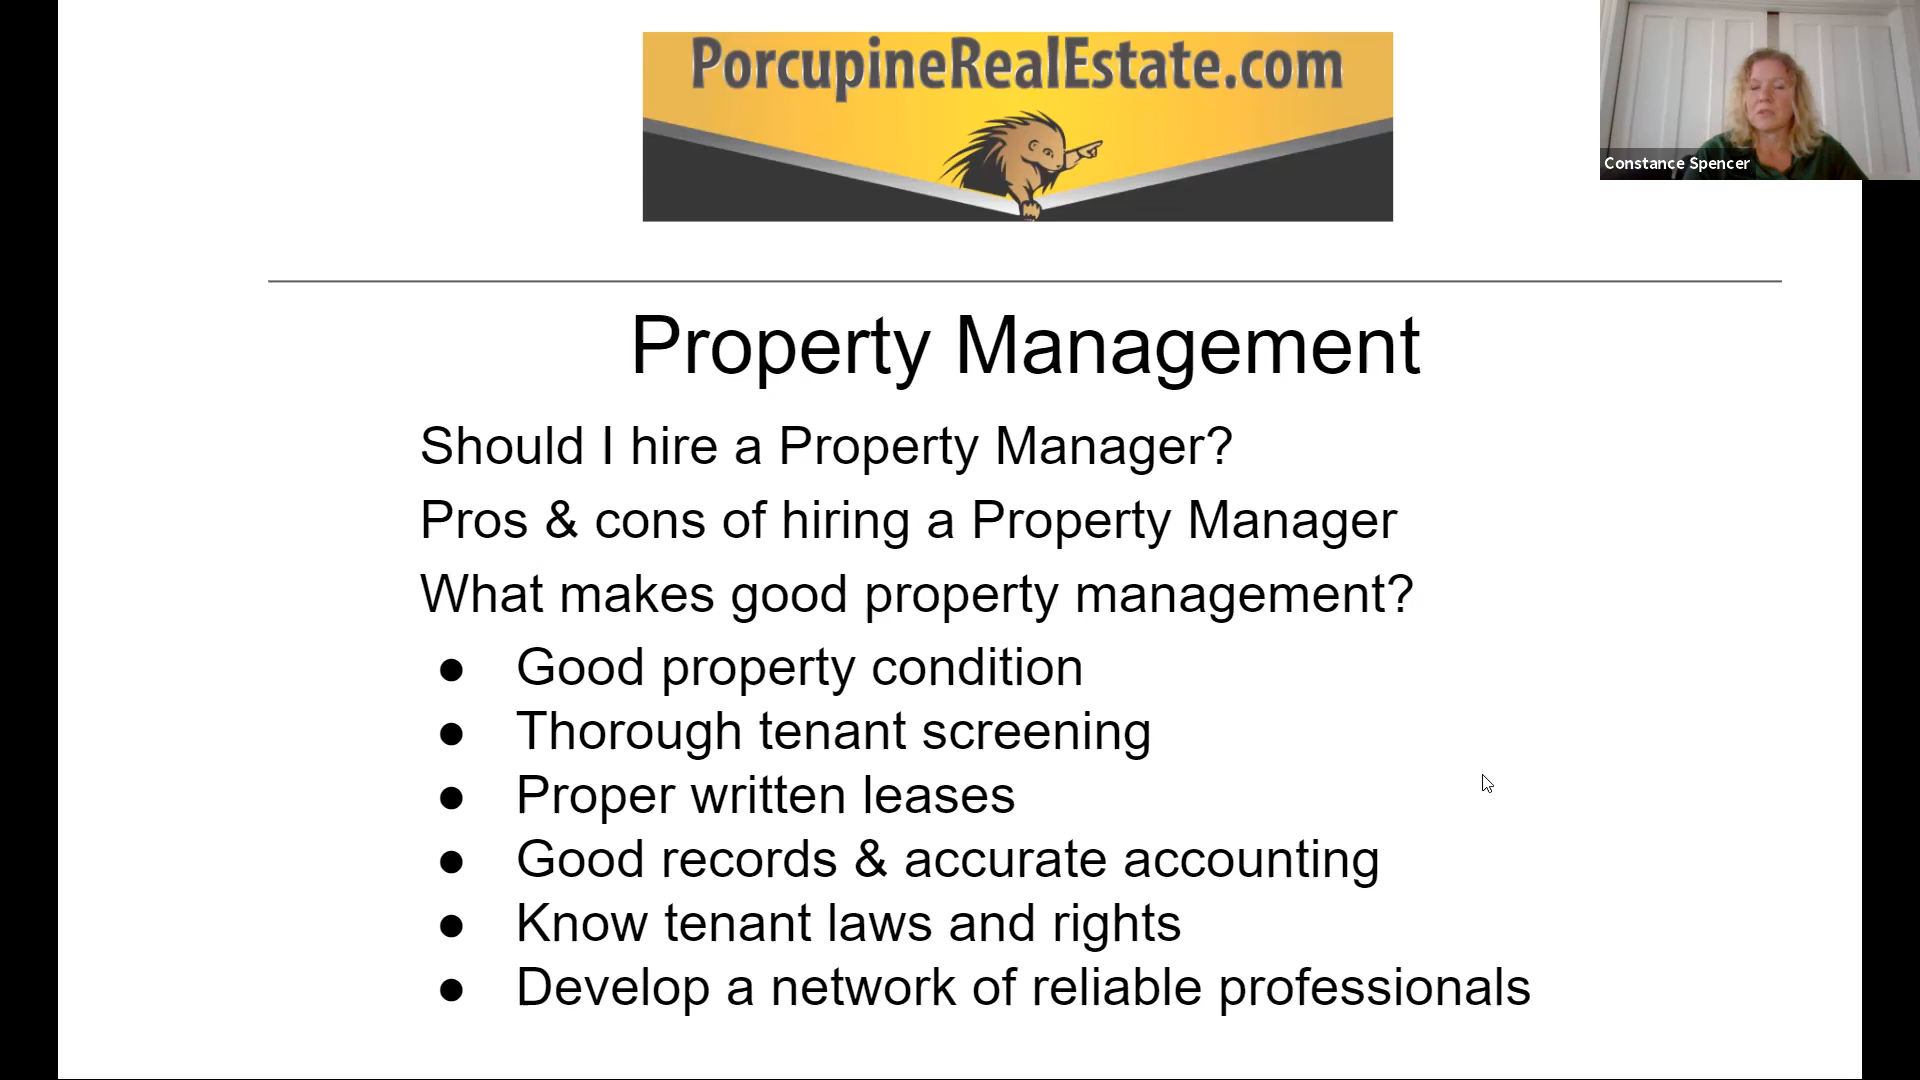 PorcupineRealEstate.com
Constance Spencer
Property Management
Should I hire a Property Manager?
Pros & cons of hiring a Property Manager
What makes good property management?
● Good property condition
● Thorough tenant screening
● Proper written leases
● Good records & accurate accounting
● Know tenant laws and rights
● Develop a network of reliable professionals